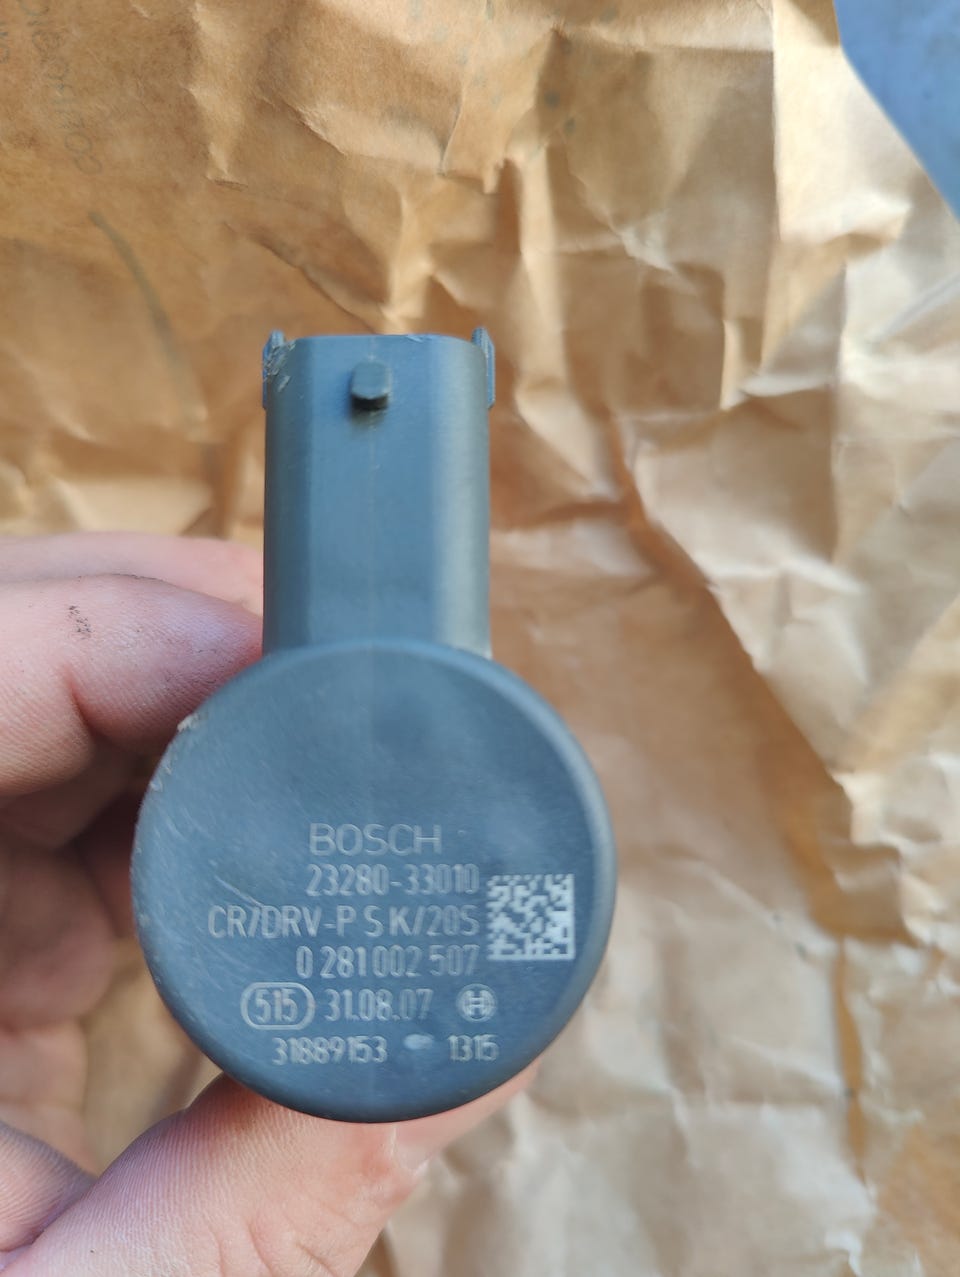 BOSCH
23280-33010
CR/DRV-P S K/20S
0 281 002 507
515 31.08.07 H
31889153 1315